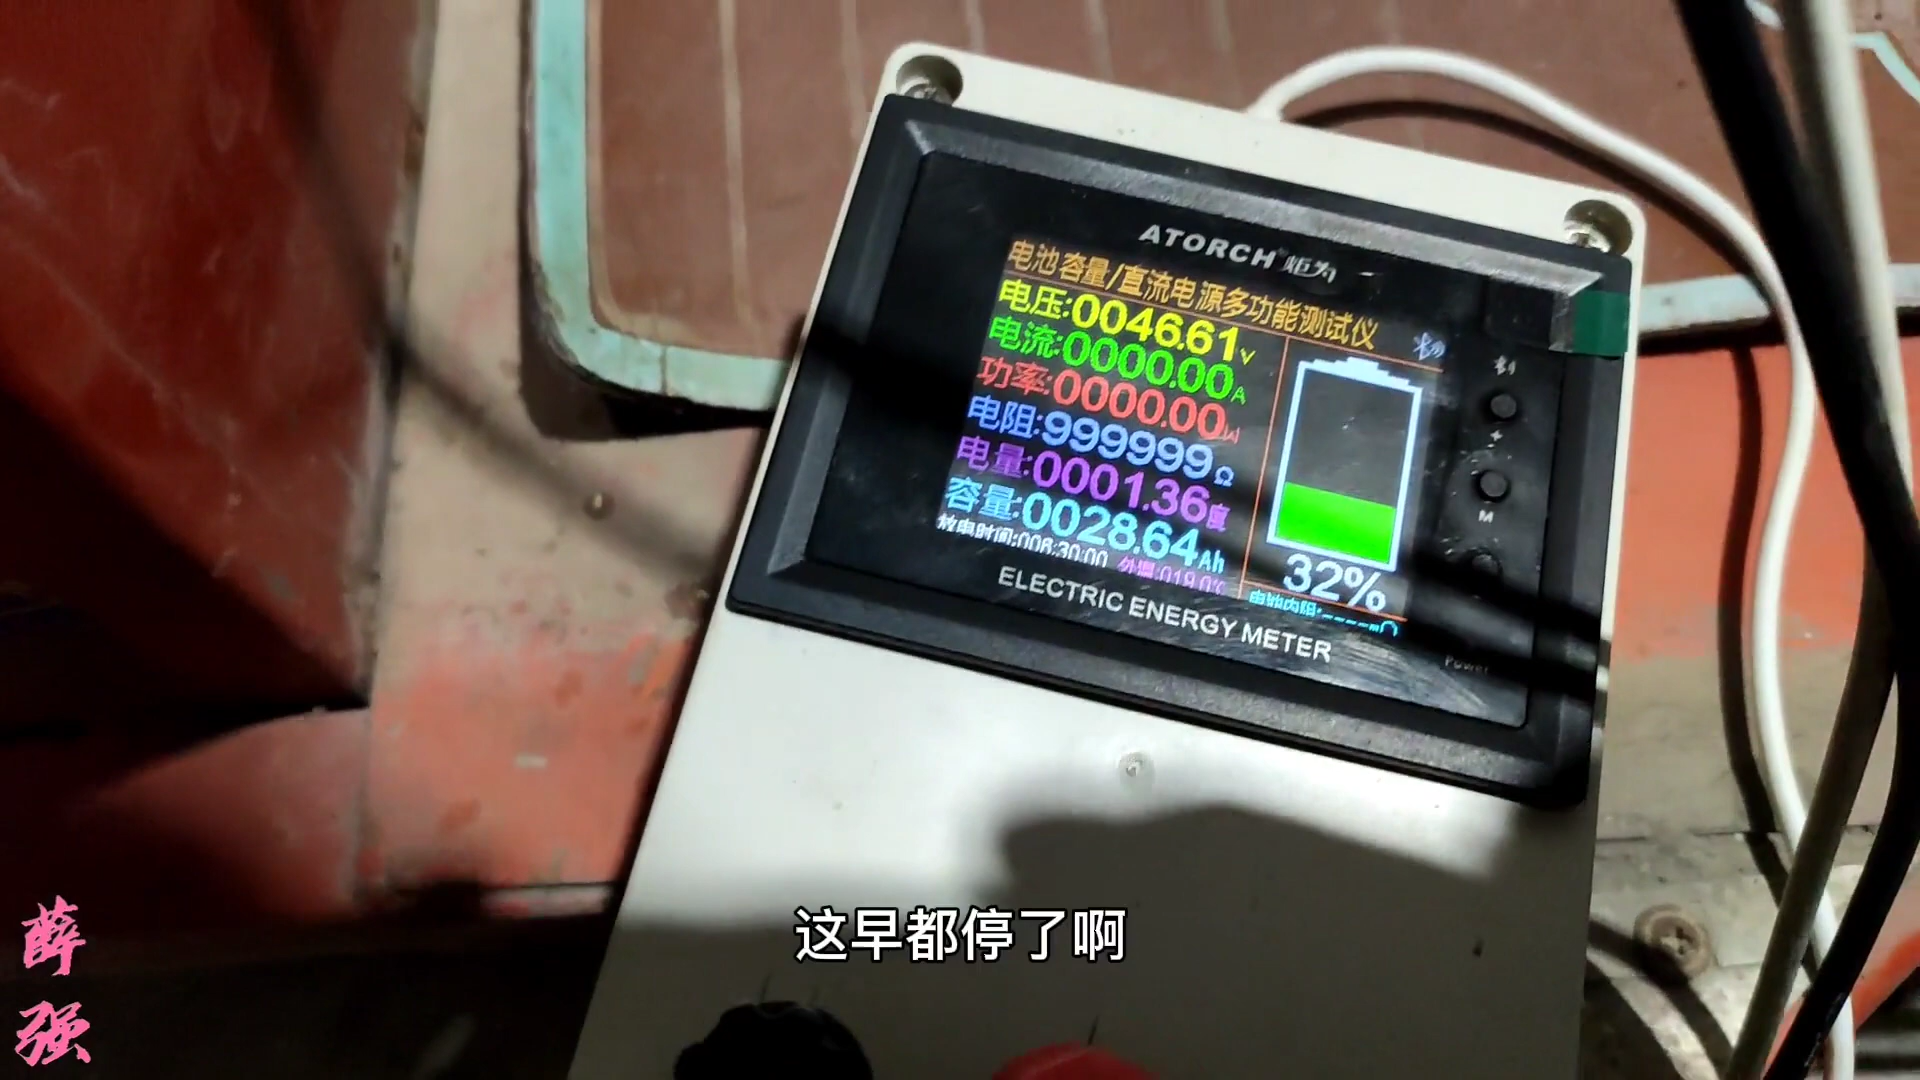 ATORCH 炬为
电池容量/直流电源多功能测试仪
电压:0046.61V
电流:0000.00A
功率:0000.00W
电阻:999999Ω
电量:0001.36度
容量:0028.64Ah
放电时间:006:30:00 外温:019.0℃
32%
电池内阻:-----Ω
+
M
Power
ELECTRIC ENERGY METER
这早都停了啊
薛强